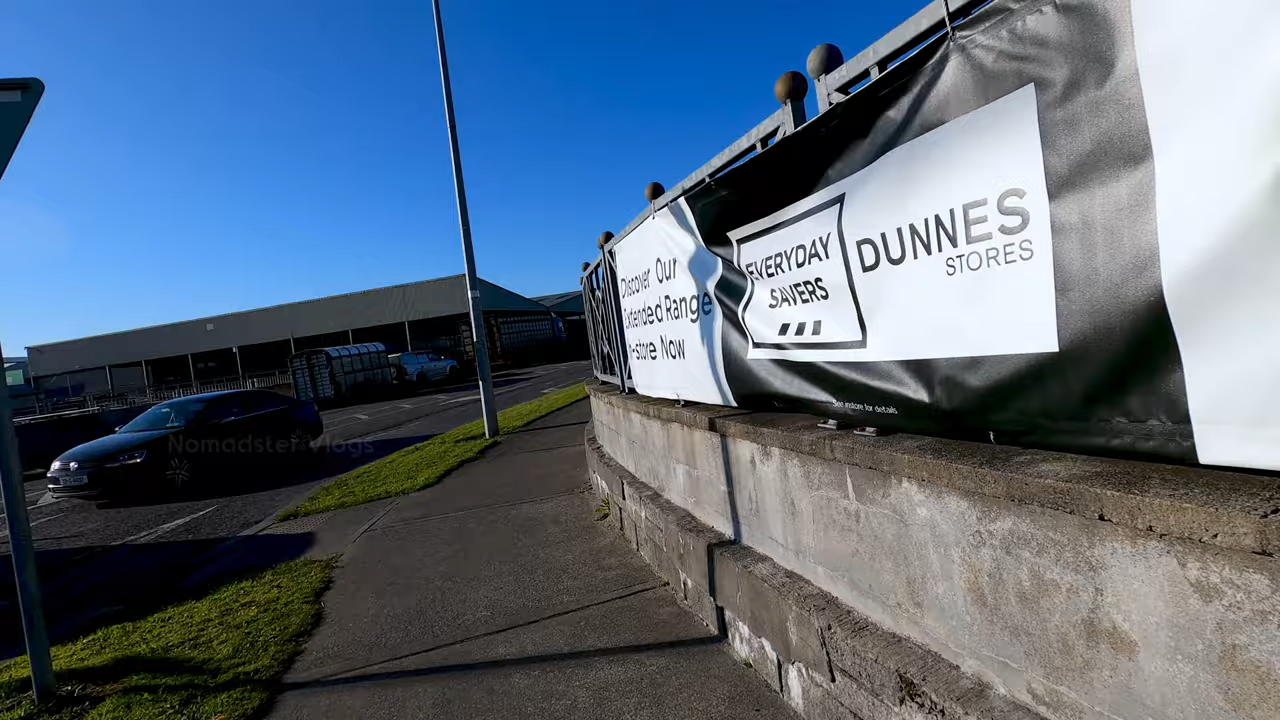 Discover Our
Extended Range
In-store Now
EVERYDAY
SAVERS
DUNNES
STORES
See instore for details
Nomadster Vlogs